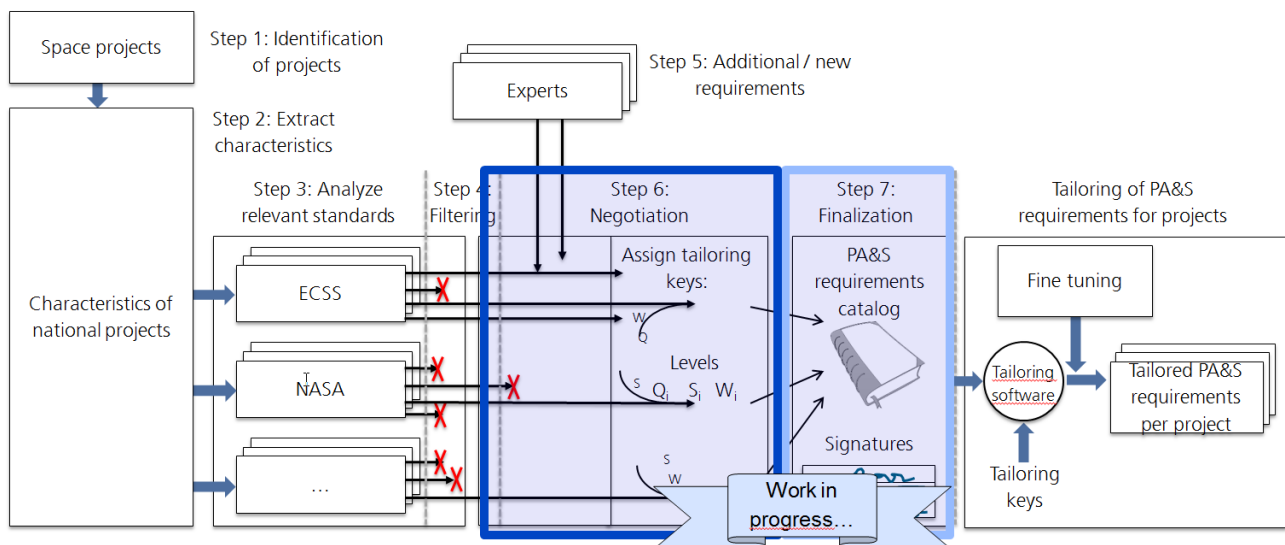 Space projects
Step 1: Identification
of projects
Experts
Step 5: Additional / new
requirements
Step 2: Extract
characteristics
Characteristics of
national projects
Step 3: Analyze
relevant standards
Step 4:
Filtering
Step 6:
Negotiation
Step 7:
Finalization
Tailoring of PA&S
requirements for projects
ECSS
NASA
...
Assign tailoring
keys:
W
Q
Levels
S
Qi Si Wi
S
W
PA&S
requirements
catalog
Signatures
Work in
progress...
Fine tuning
Tailoring
software
Tailoring
keys
Tailored PA&S
requirements
per project